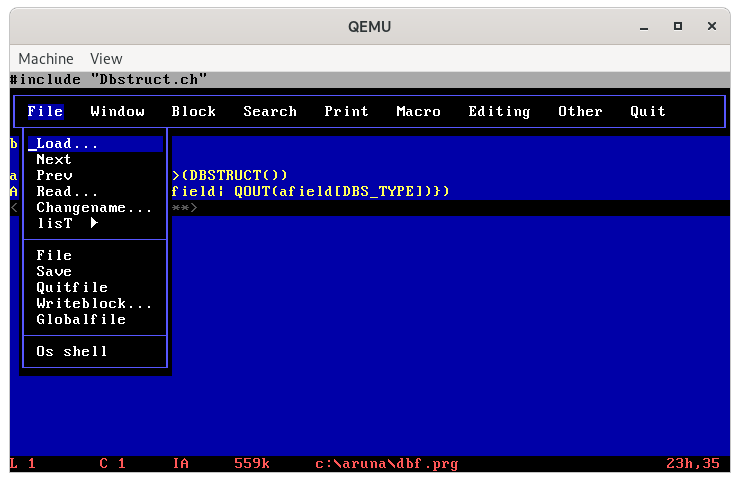 QEMU
Machine View
#include "Dbstruct.ch"
File Window Block Search Print Macro Editing Other Quit
b
_Load...
Next
a
Prev
>(DBSTRUCT())
A
Read...
field¦ QOUT(afield[DBS_TYPE])})
<
Changename...
**>
lisT
File
Save
Quitfile
Writeblock...
Globalfile
Os shell
L 1 C 1 IA 559k c:\aruna\dbf.prg 23h,35